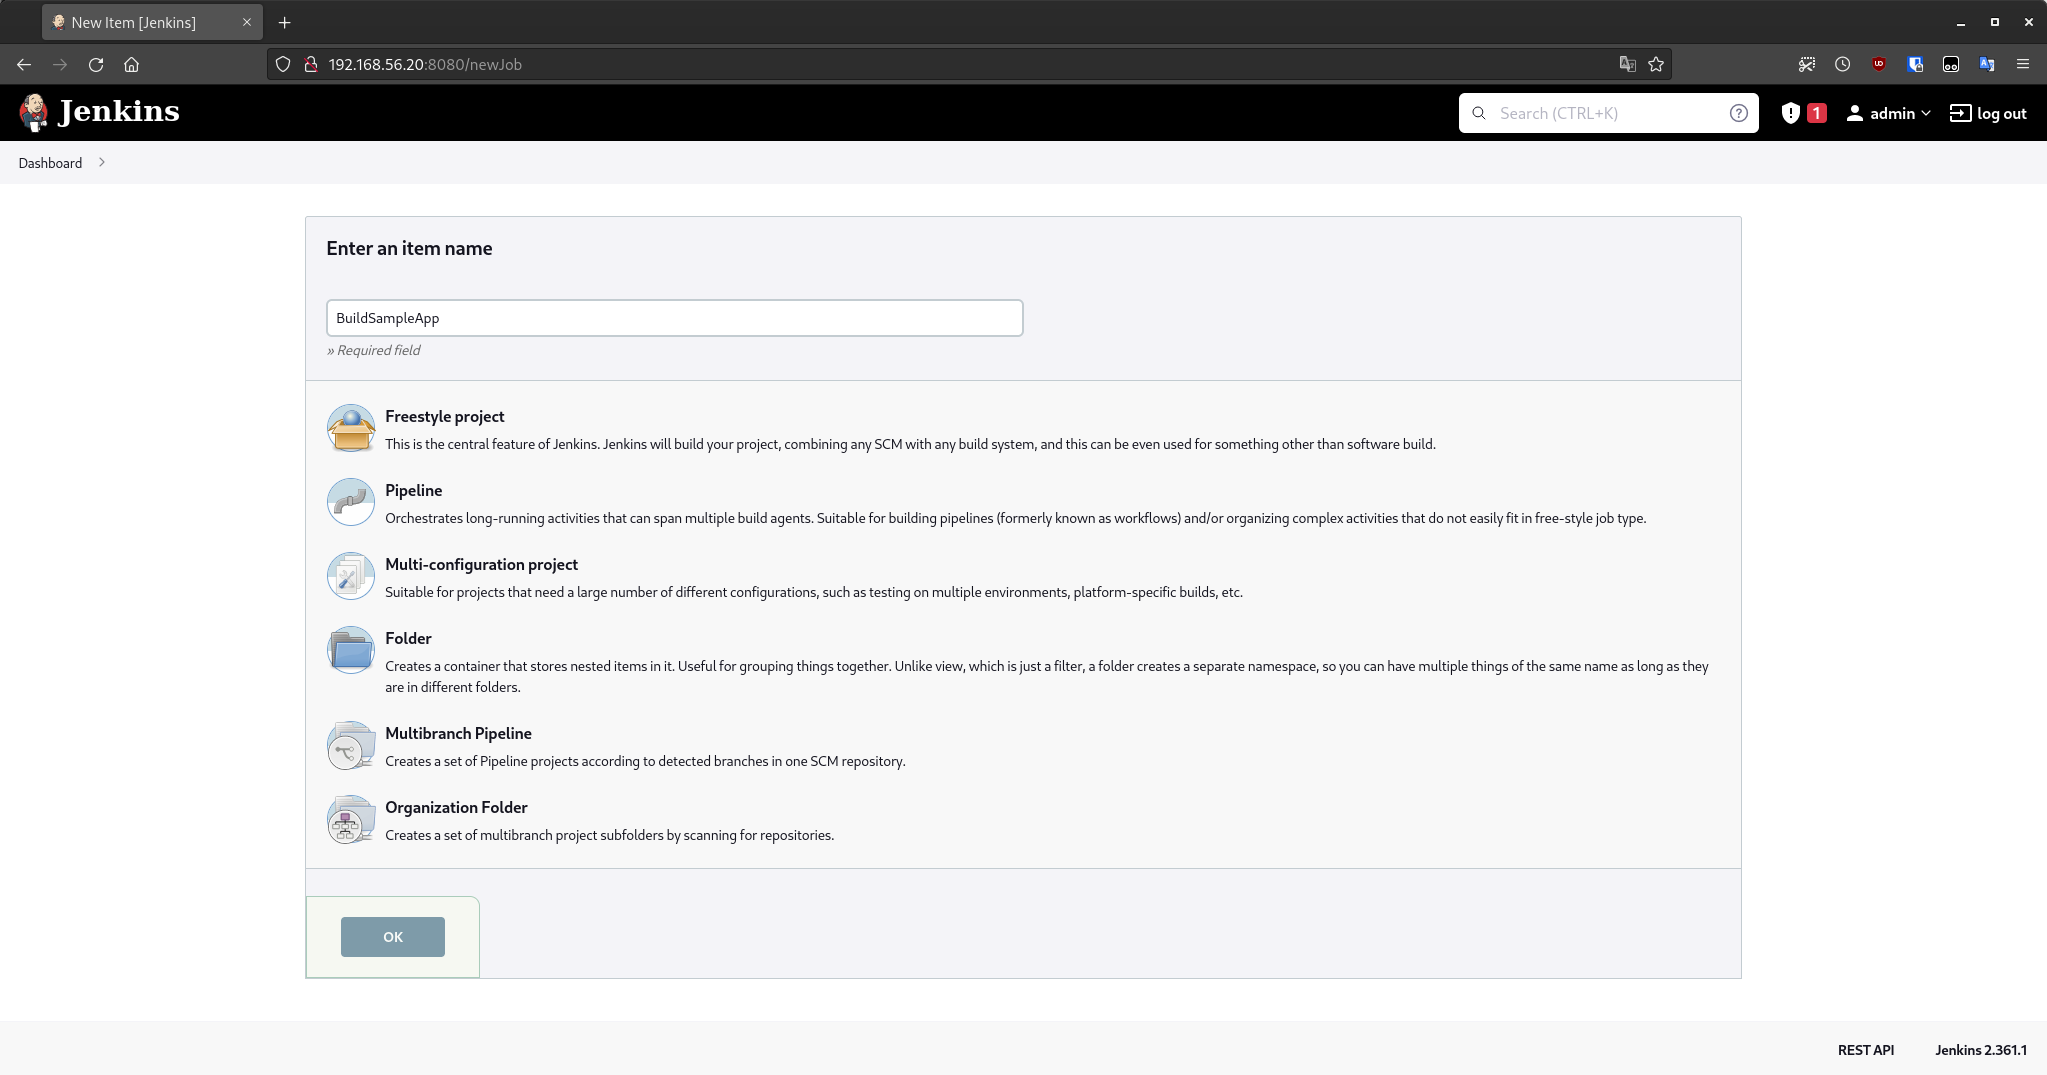 New Item [Jenkins]
192.168.56.20:8080/newJob
Jenkins
Search (CTRL+K)
1
admin
log out
Dashboard
Enter an item name
BuildSampleApp
» Required field
Freestyle project
This is the central feature of Jenkins. Jenkins will build your project, combining any SCM with any build system, and this can be even used for something other than software build.
Pipeline
Orchestrates long-running activities that can span multiple build agents. Suitable for building pipelines (formerly known as workflows) and/or organizing complex activities that do not easily fit in free-style job type.
Multi-configuration project
Suitable for projects that need a large number of different configurations, such as testing on multiple environments, platform-specific builds, etc.
Folder
Creates a container that stores nested items in it. Useful for grouping things together. Unlike view, which is just a filter, a folder creates a separate namespace, so you can have multiple things of the same name as long as they
are in different folders.
Multibranch Pipeline
Creates a set of Pipeline projects according to detected branches in one SCM repository.
Organization Folder
Creates a set of multibranch project subfolders by scanning for repositories.
OK
REST API
Jenkins 2.361.1